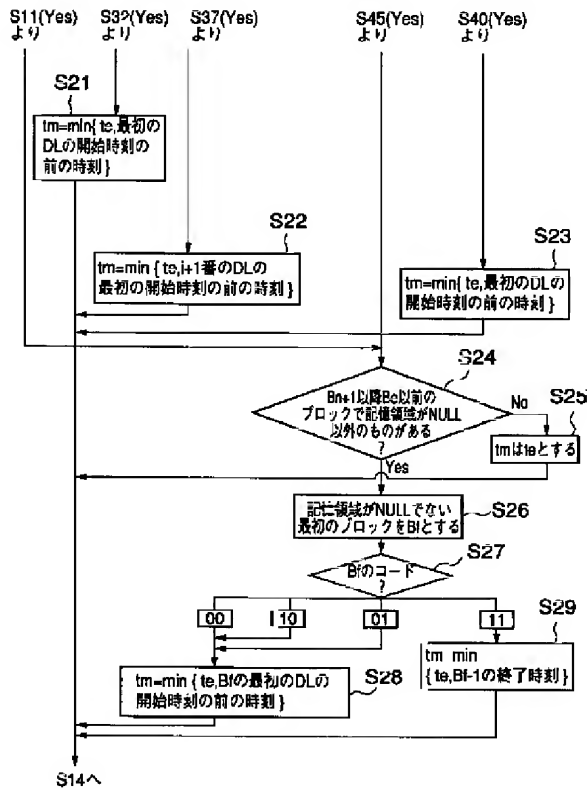 S11(Yes)
より
S32(Yes)
より
S37(Yes)
より
S45(Yes)
より
S40(Yes)
より
S21
tm=min{ te,最初の
DLの開始時刻の
前の時刻 }
S22
tm=min { te,i+1番のDLの
最初の開始時刻の前の時刻 }
S23
tm=min{ te,最初のDLの
開始時刻の前の時刻 }
S24
Bn+1以降Be以前の
ブロックで記憶領域がNULL
以外のものがある
?
No
S25
tmはteとする
Yes
記憶領域がNULLでない
最初のブロックをBfとする
S26
S27
Bfのコード
?
00
10
01
11
S29
tm min
{ te,Bf-1の終了時刻 }
tm=min { te,Bfの最初のDLの
開始時刻の前の時刻 }
S28
S14へ